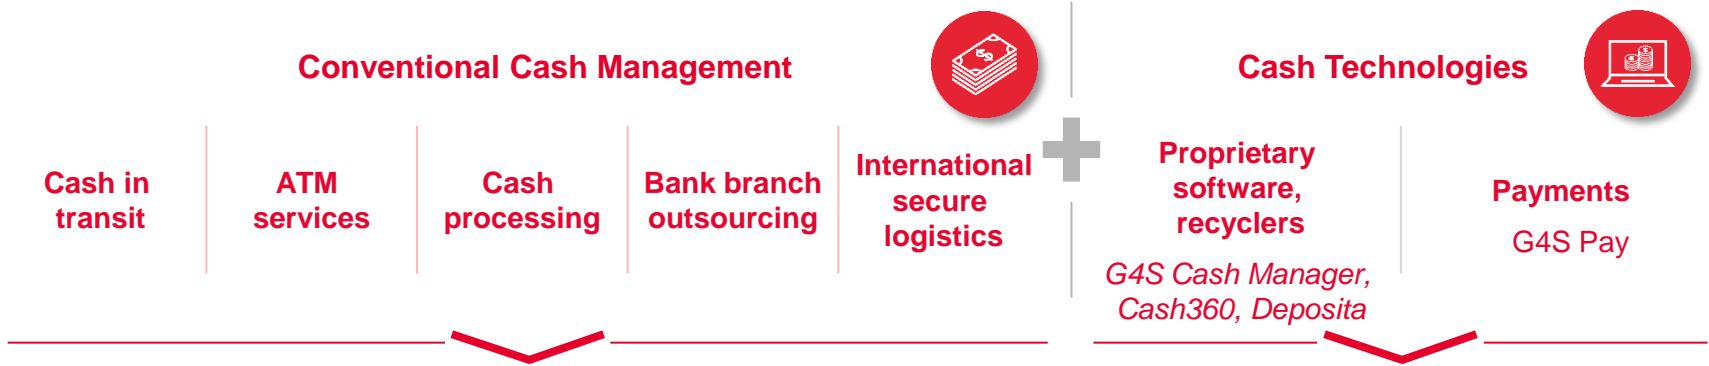 Conventional Cash Management
Cash in
transit
ATM
services
Cash
processing
Bank branch
outsourcing
International
secure
logistics
Cash Technologies
Proprietary
software,
recyclers
G4S Cash Manager,
Cash360, Deposita
Payments
G4S Pay